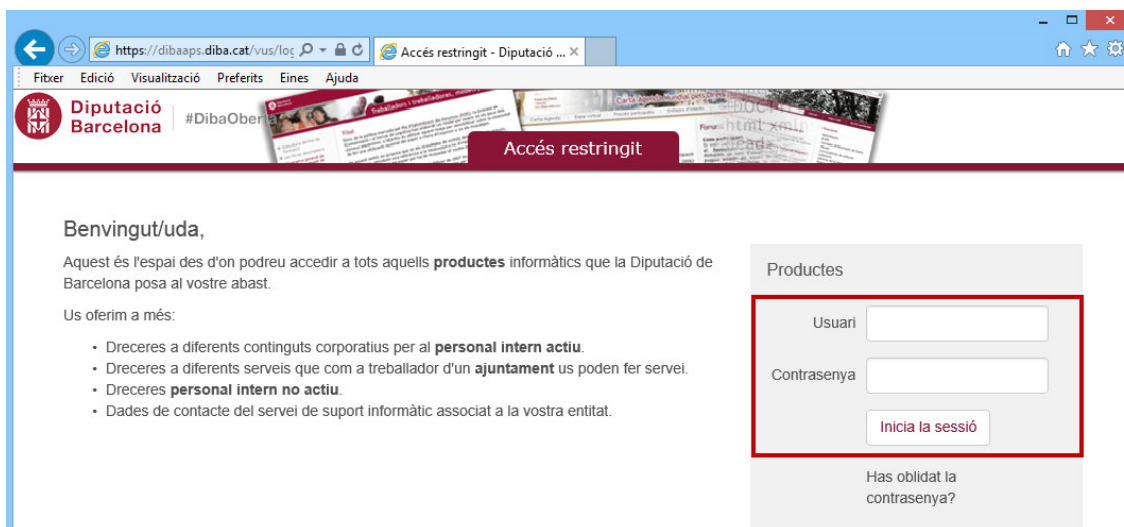 https://dibaaps.diba.cat/vus/log
Accés restringit - Diputació ...
Fitxer Edició Visualització Preferits Eines Ajuda
Diputació
Barcelona
#DibaOber
Accés restringit
Benvingut/uda,
Aquest és l'espai des d'on podreu accedir a tots aquells productes informàtics que la Diputació de
Barcelona posa al vostre abast.
Us oferim a més:
• Dreceres a diferents continguts corporatius per al personal intern actiu.
• Dreceres a diferents serveis que com a treballador d'un ajuntament us poden fer servei.
• Dreceres personal intern no actiu.
• Dades de contacte del servei de suport informàtic associat a la vostra entitat.
Productes
Usuari
Contrasenya
Inicia la sessió
Has oblidat la
contrasenya?